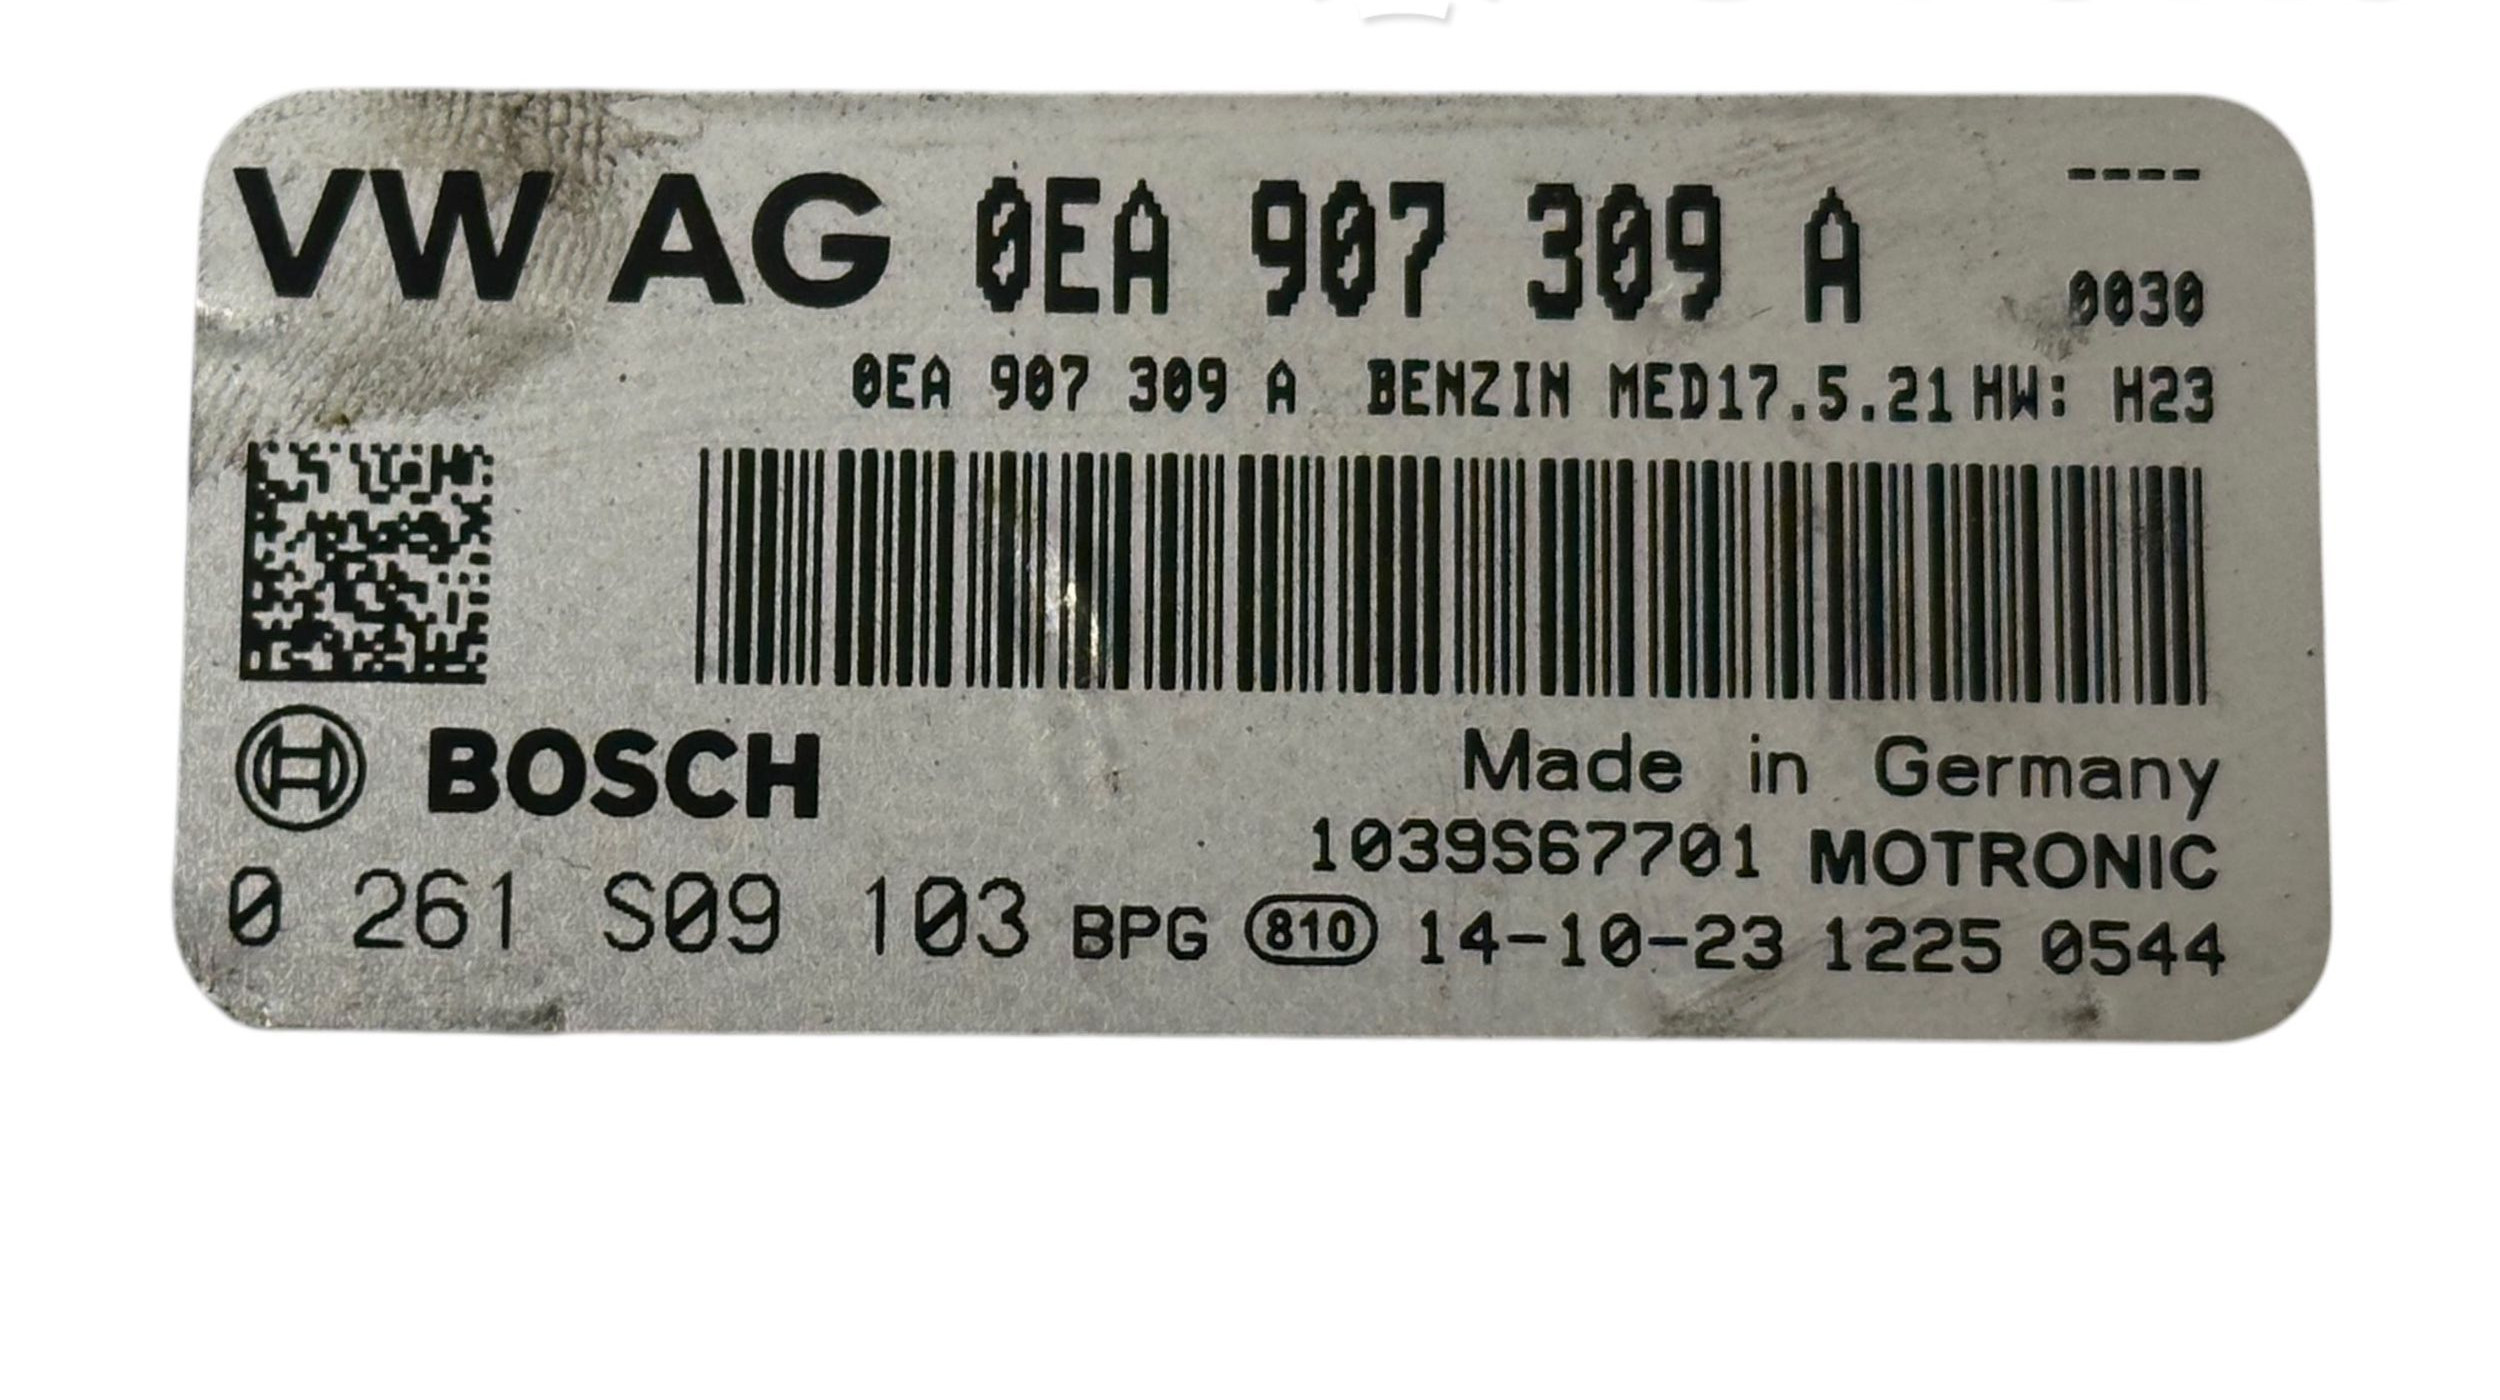 VW AG 0EA 907 309 A ----
0030
0EA 907 309 A BENZIN MED17.5.21 HW: H23
BOSCH
Made in Germany
1039S67701 MOTRONIC
0 261 S09 103 BPG 810 14-10-23 1225 0544